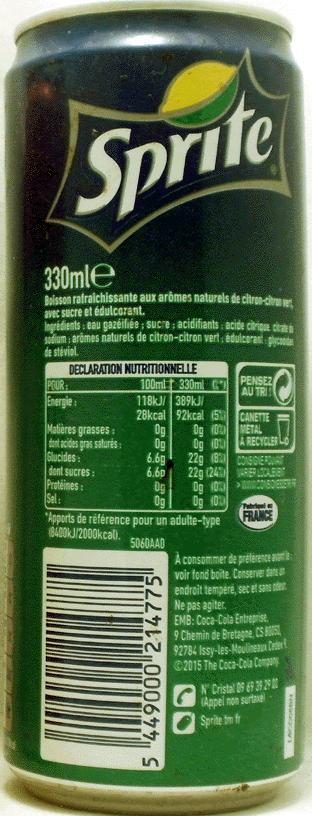 Sprite
330ml e
Boisson rafraîchissante aux arômes naturels de citron-citron vert,
avec sucre et édulcorant.
Ingrédients : eau gazéifiée ; sucre ; acidifiants : acide citrique, citrate de
sodium ; arômes naturels de citron-citron vert ; édulcorant : glycosides
de stéviol.
DECLARATION NUTRITIONNELLE
POUR : 100ml 330ml (%*)
Energie : 118kJ/ 389kJ/
28kcal 92kcal (5%)
Matières grasses : 0g 0g (0%)
dont acides gras saturés : 0g 0g (0%)
Glucides : 6.6g 22g (8%)
dont sucres : 6.6g 22g (24%)
Protéines : 0g 0g (0%)
Sel : 0g 0g (0%)
*Apports de référence pour un adulte-type
(8400kJ/2000kcal).
5060AAD
PENSEZ
AU TRI !
CANETTE
MÉTAL
À RECYCLER
CONSIGNE POUVANT
VARIER LOCALEMENT
Fabriqué en
FRANCE
À consommer de préférence avant le :
voir fond boîte. Conserver dans un
endroit tempéré, sec et sans odeur.
Ne pas agiter.
EMB: Coca-Cola Entreprise,
9 Chemin de Bretagne, CS 80050,
92784 Issy-les-Moulineaux Cedex 9.
©2015 The Coca-Cola Company
N° Cristal 09 69 39 29 00
(Appel non surtaxé)
Sprite.tm.fr
5 449000 214775